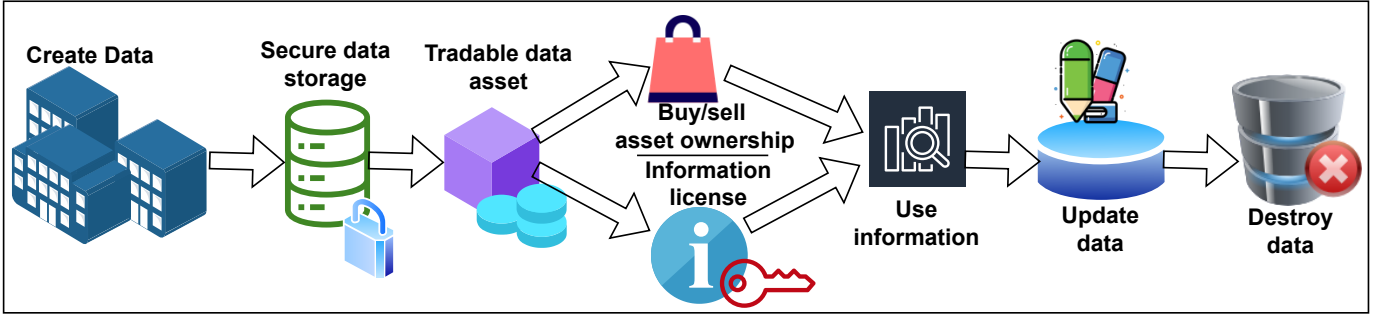 Create Data
Secure data
storage
Tradable data
asset
Buy/sell
asset ownership
Information
license
Use
information
Update
data
Destroy
data